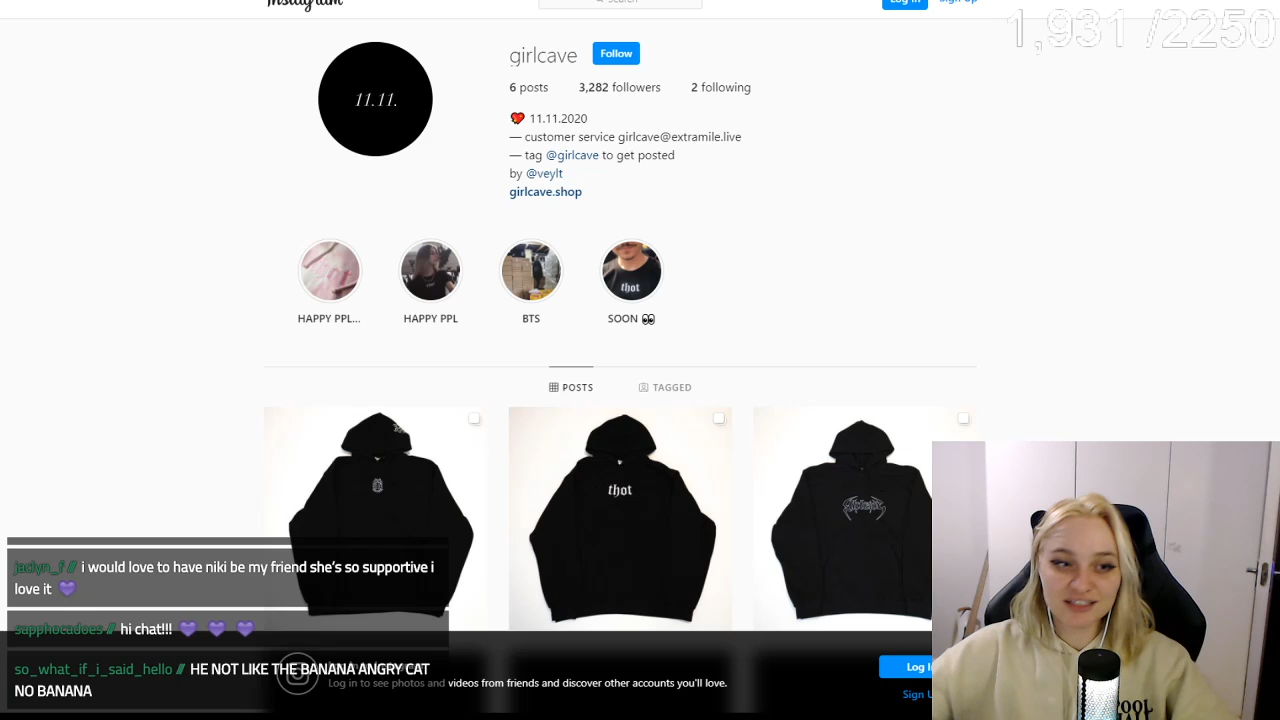 Instagram
Search
Log In Sign Up
1,931 /2250
11.11.
girlcave Follow
6 posts 3,282 followers 2 following
11.11.2020
— customer service girlcave@extramile.live
— tag @girlcave to get posted
by @veylt
girlcave.shop
thot
HAPPY PPL... HAPPY PPL BTS SOON 👀
POSTS TAGGED
thot
jaclyn_f // i would love to have niki be my friend she's so supportive i
love it 💜
sapphocadoes // hi chat!!! 💜 💜 💜
so_what_if_i_said_hello // HE NOT LIKE THE BANANA ANGRY CAT
NO BANANA
Log in to see photos and videos from friends and discover other accounts you'll love.
Log I
Sign U